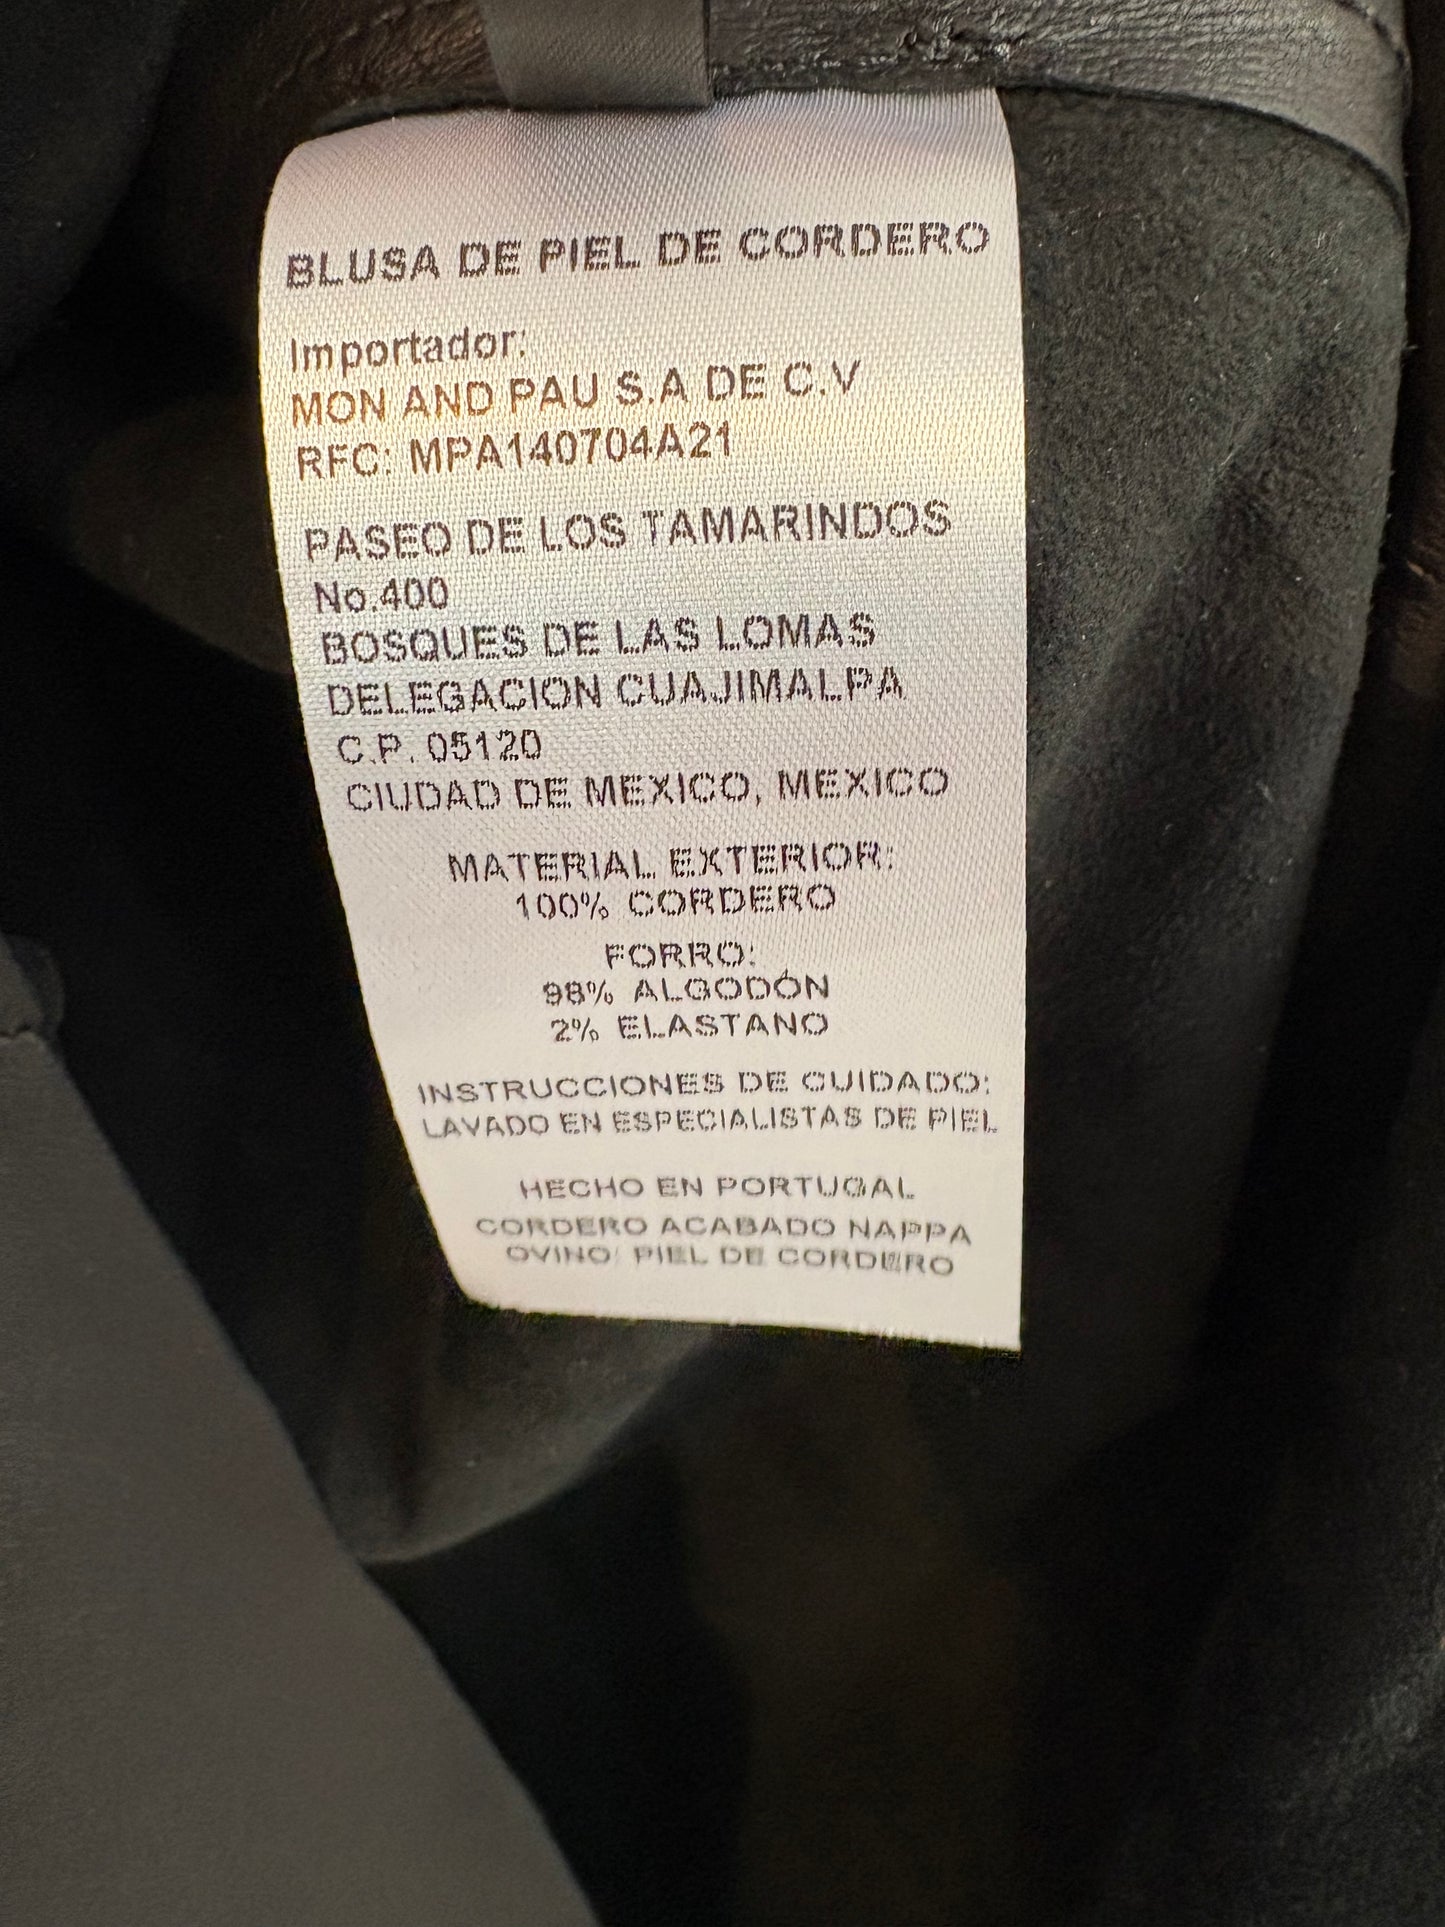 BLUSA DE PIEL DE CORDERO
Importador:
MON AND PAU S.A DE C.V
RFC: MPA140704A21
PASEO DE LOS TAMARINDOS
No.400
BOSQUES DE LAS LOMAS
DELEGACION CUAJIMALPA
C.P. 05120
CIUDAD DE MEXICO, MEXICO
MATERIAL EXTERIOR:
100% CORDERO
FORRO:
98% ALGODÓN
2% ELASTANO
INSTRUCCIONES DE CUIDADO:
LAVADO EN ESPECIALISTAS DE PIEL
HECHO EN PORTUGAL
CORDERO ACABADO NAPPA
OVINO/ PIEL DE CORDERO